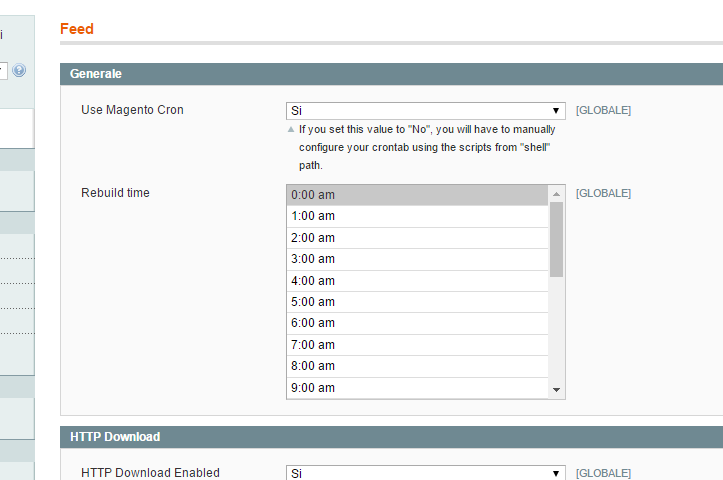 Feed
i
Generale
Use Magento Cron
Si
[GLOBALE]
If you set this value to "No", you will have to manually
configure your crontab using the scripts from "shell"
path.
Rebuild time
0:00 am
[GLOBALE]
1:00 am
2:00 am
3:00 am
4:00 am
5:00 am
6:00 am
7:00 am
8:00 am
9:00 am
HTTP Download
HTTP Download Enabled
Si
[GLOBALE]